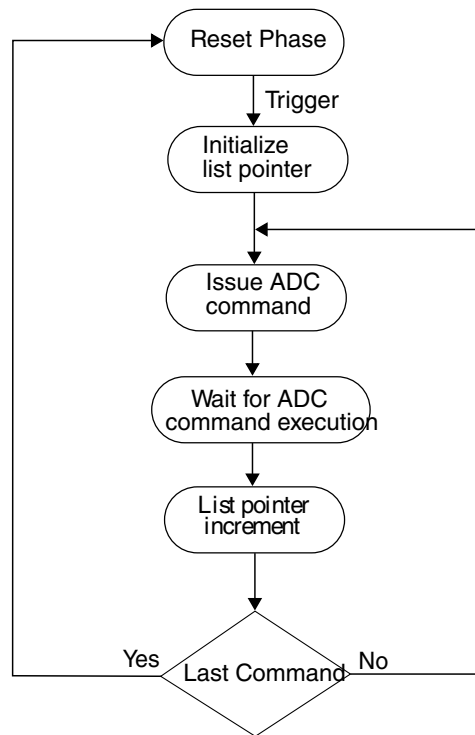 Reset Phase
Trigger
Initialize
list pointer
Issue ADC
command
Wait for ADC
command execution
List pointer
increment
Yes
Last Command
No